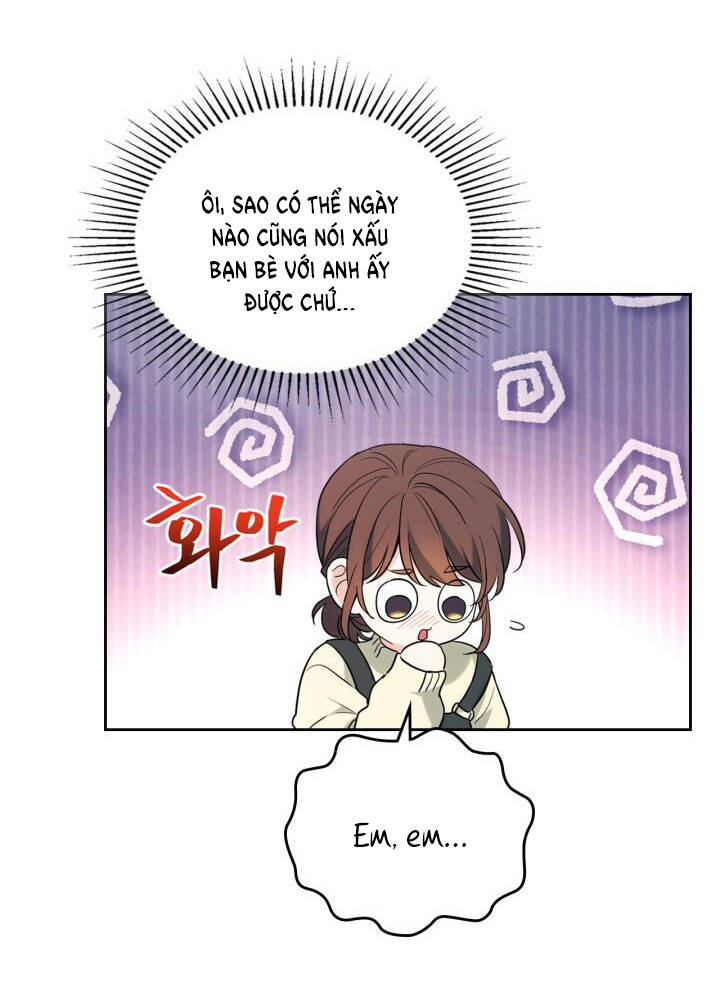 ÔI, SAO CÓ THỂ NGÀY
NÀO CŨNG NÓI XẤU
BẠN BÈ VỚI ANH ẤY
ĐƯỢC CHỨ...
화악
Em, em...